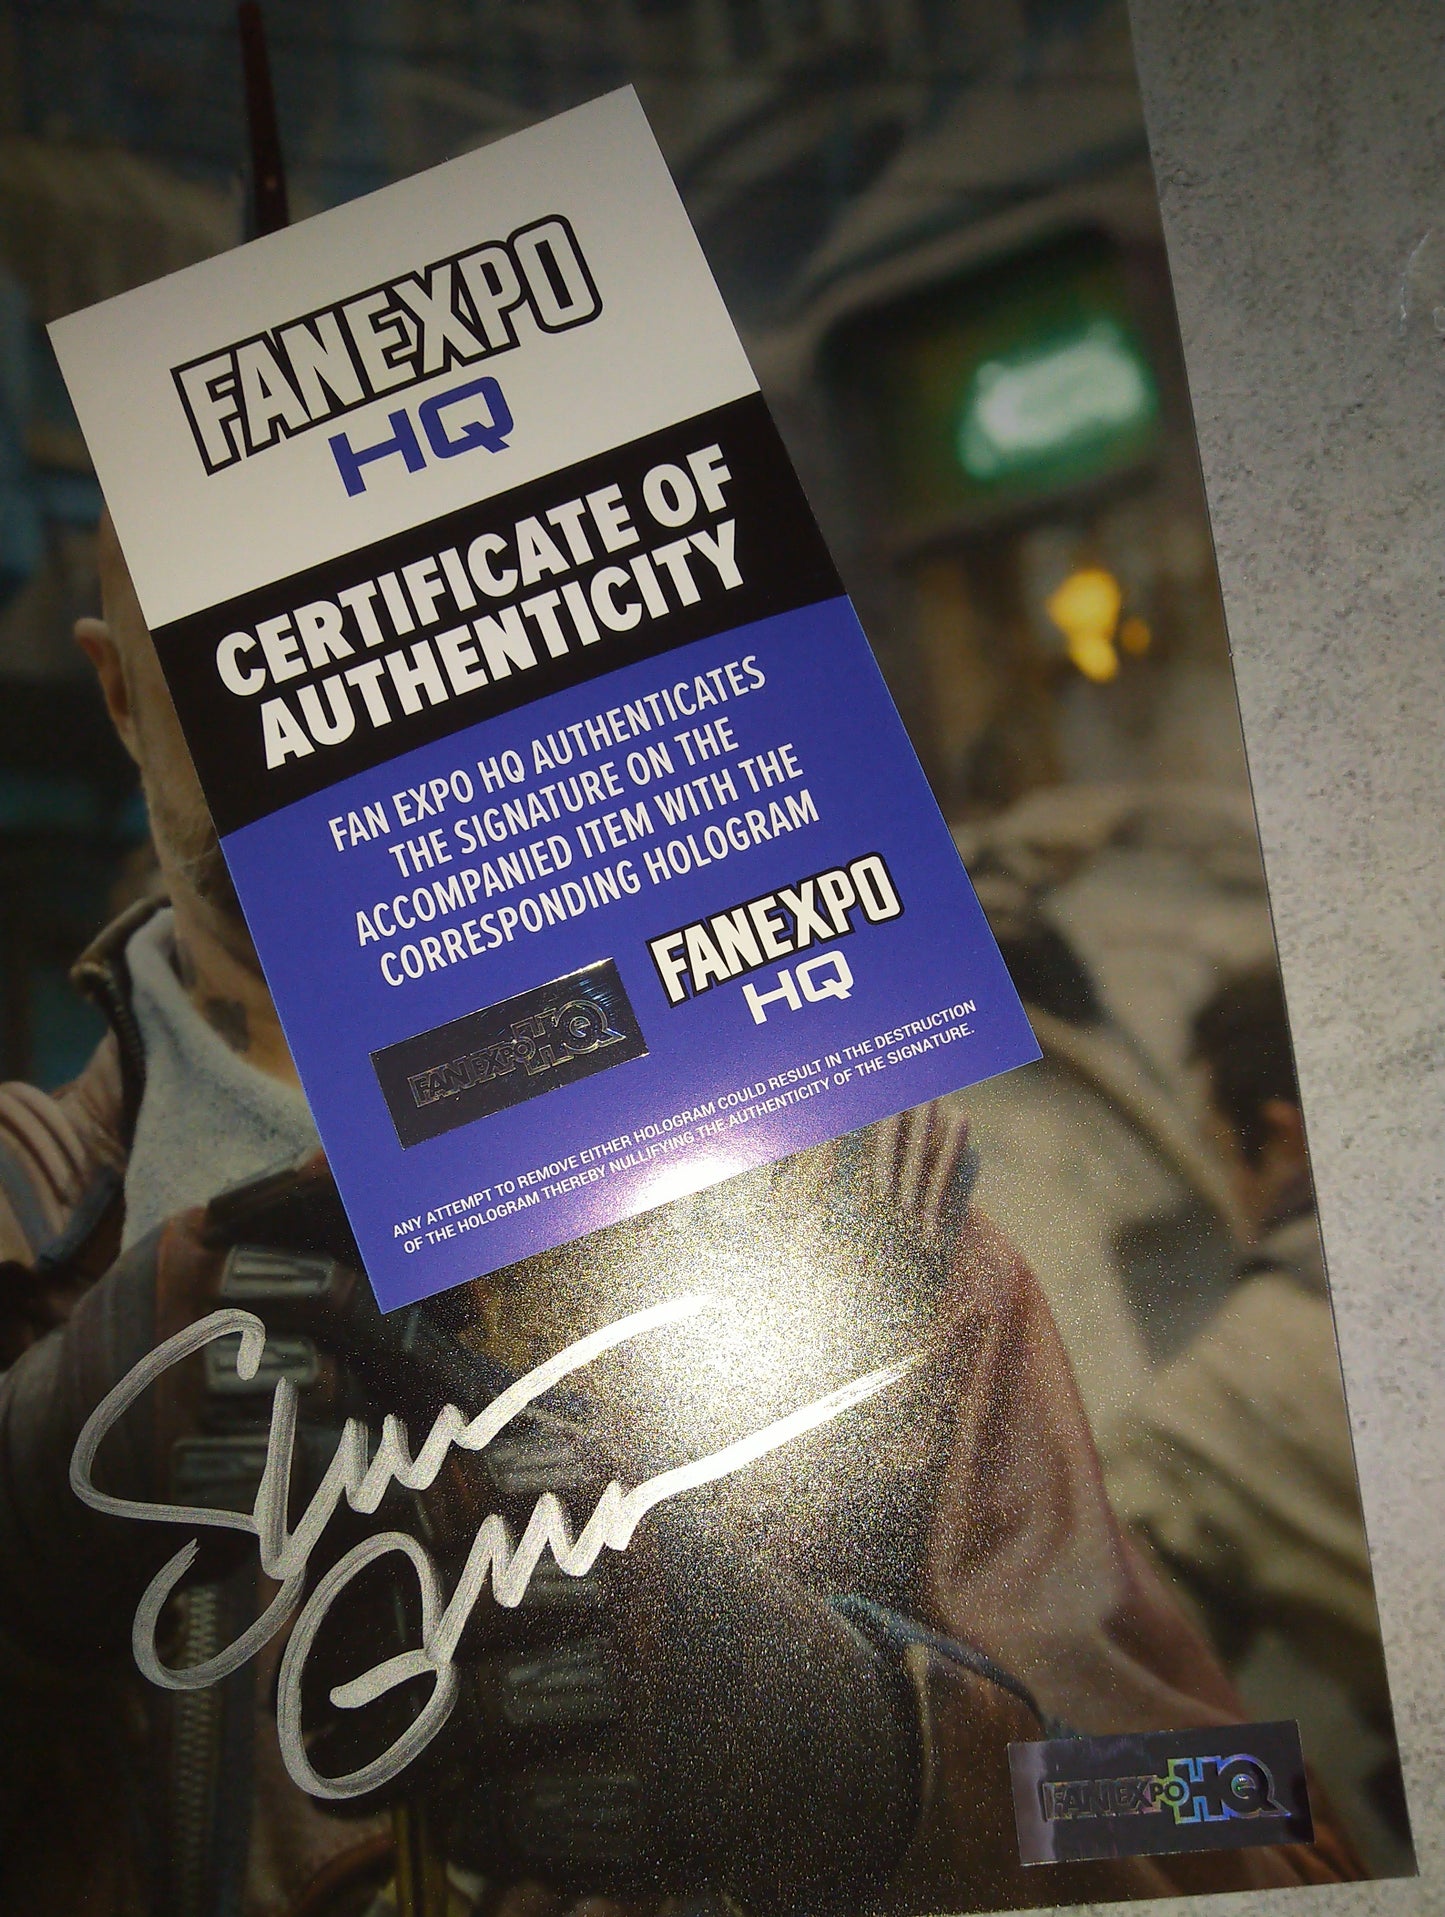 FANEXPO
HQ
CERTIFICATE OF
AUTHENTICITY
FAN EXPO HQ AUTHENTICATES
THE SIGNATURE ON THE
ACCOMPANIED ITEM WITH THE
CORRESPONDING HOLOGRAM
FANEXPO HQ
FANEXPO
HQ
ANY ATTEMPT TO REMOVE EITHER HOLOGRAM COULD RESULT IN THE DESTRUCTION
OF THE HOLOGRAM THEREBY NULLIFYING THE AUTHENTICITY OF THE SIGNATURE.
FANEXPO HQ